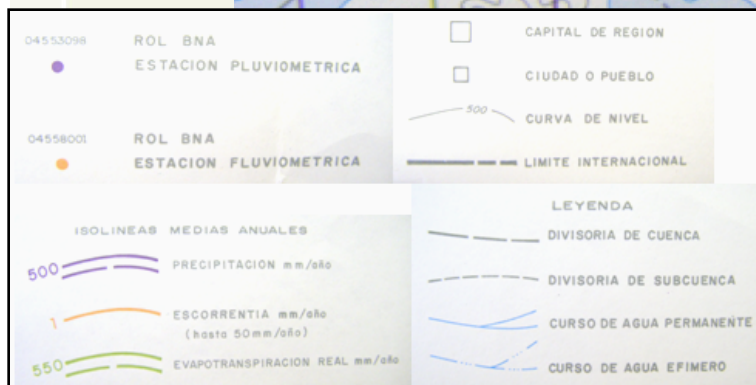 04553098 ROL BNA
ESTACION PLUVIOMETRICA
04558001 ROL BNA
ESTACION FLUVIOMETRICA
CAPITAL DE REGION
CIUDAD O PUEBLO
500 CURVA DE NIVEL
LIMITE INTERNACIONAL
ISOLINEAS MEDIAS ANUALES
500 PRECIPITACION mm/año
1 ESCORRENTIA mm/año
(hasta 50mm/año)
550 EVAPOTRANSPIRACION REAL mm/año
LEYENDA
DIVISORIA DE CUENCA
DIVISORIA DE SUBCUENCA
CURSO DE AGUA PERMANENTE
CURSO DE AGUA EFIMERO